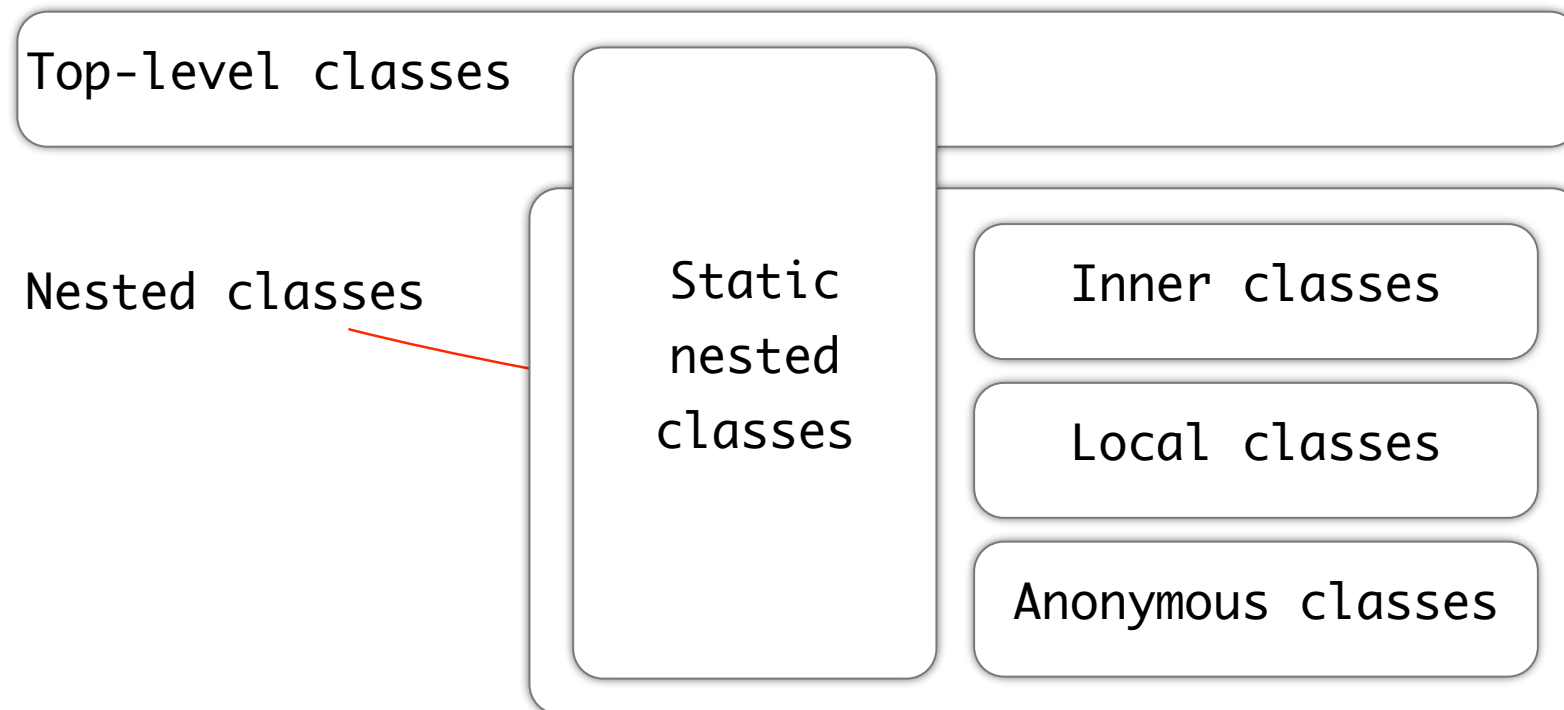 Top-level classes
Nested classes
Static
nested
classes
Inner classes
Local classes
Anonymous classes